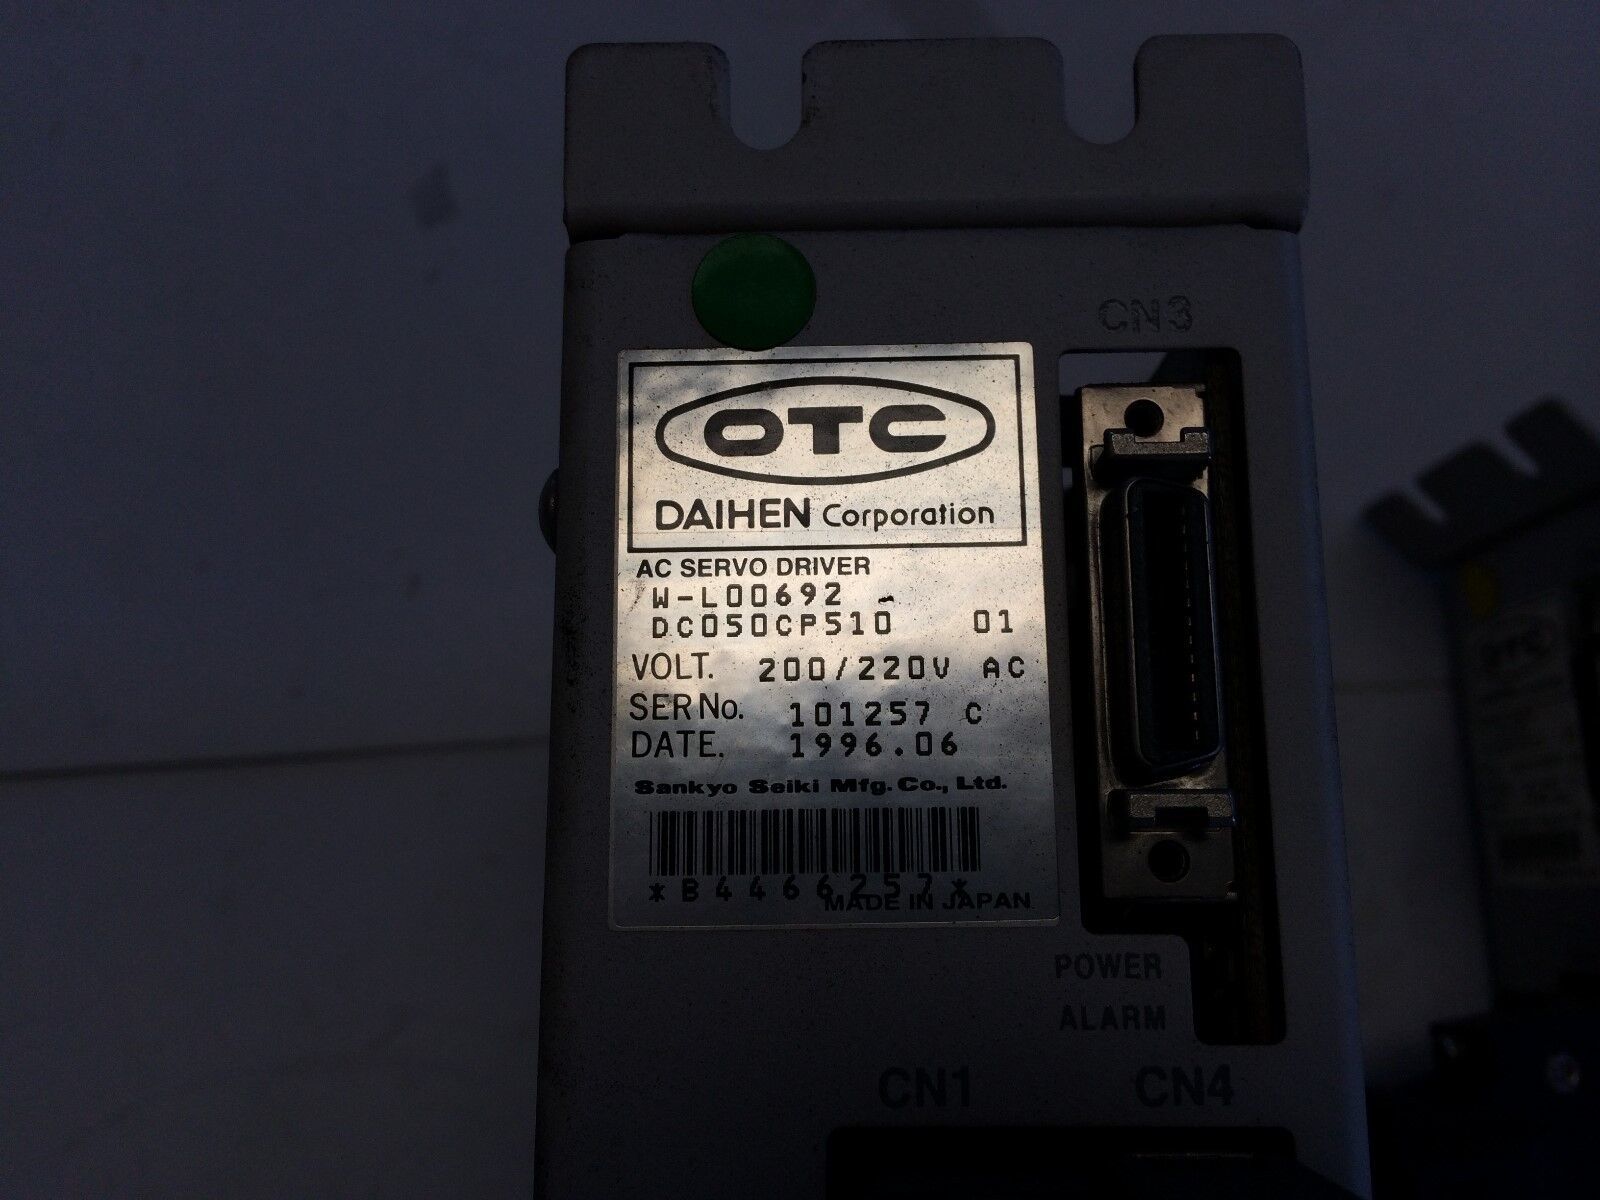 CN3
OTC
DAIHEN Corporation
AC SERVO DRIVER
W-L00692
DC050CP510 01
VOLT. 200/220V AC
SER No. 101257 C
DATE. 1996.06
Sankyo Seiki Mfg. Co., Ltd.
*B4466257*
MADE IN JAPAN
POWER
ALARM
CN1 CN4